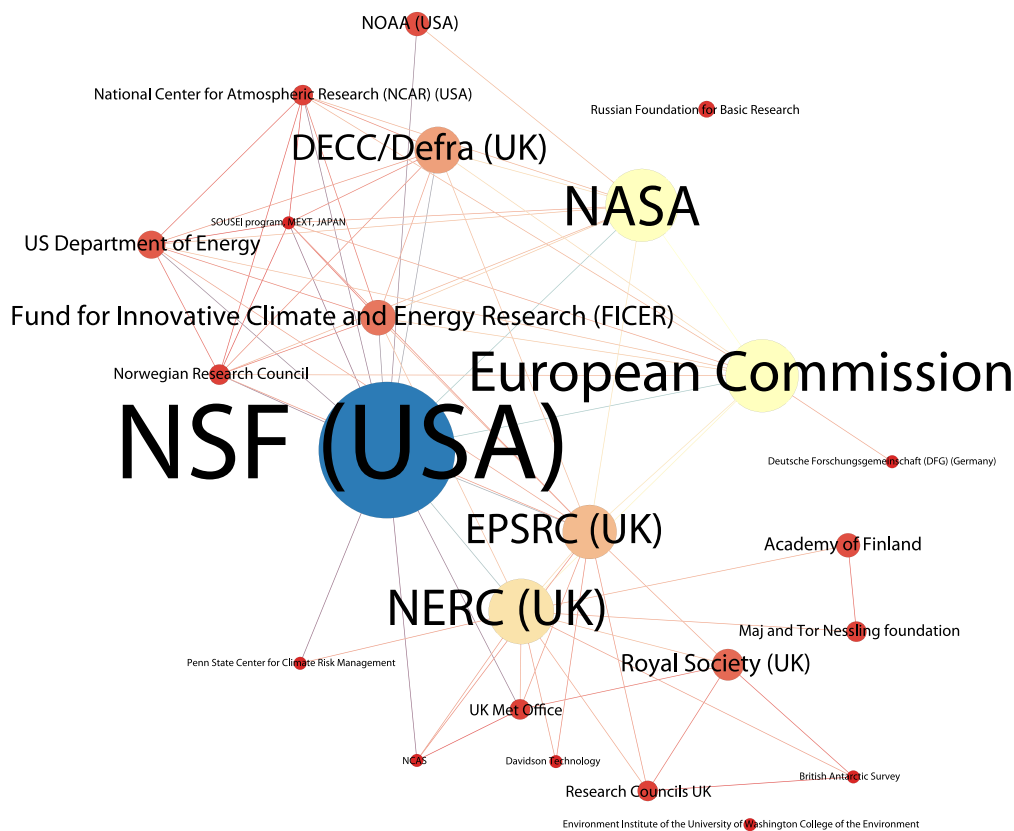 NOAA (USA)
National Center for Atmospheric Research (NCAR) (USA)
Russian Foundation for Basic Research
DECC/Defra (UK)
NASA
SOUSEI program, MEXT, JAPAN
US Department of Energy
Fund for Innovative Climate and Energy Research (FICER)
Norwegian Research Council
European Commission
NSF (USA)
Deutsche Forschungsgemeinschaft (DFG) (Germany)
EPSRC (UK)
Academy of Finland
NERC (UK)
Maj and Tor Nessling foundation
Penn State Center for Climate Risk Management
Royal Society (UK)
UK Met Office
NCAS
Davidson Technology
British Antarctic Survey
Research Councils UK
Environment Institute of the University of Washington College of the Environment